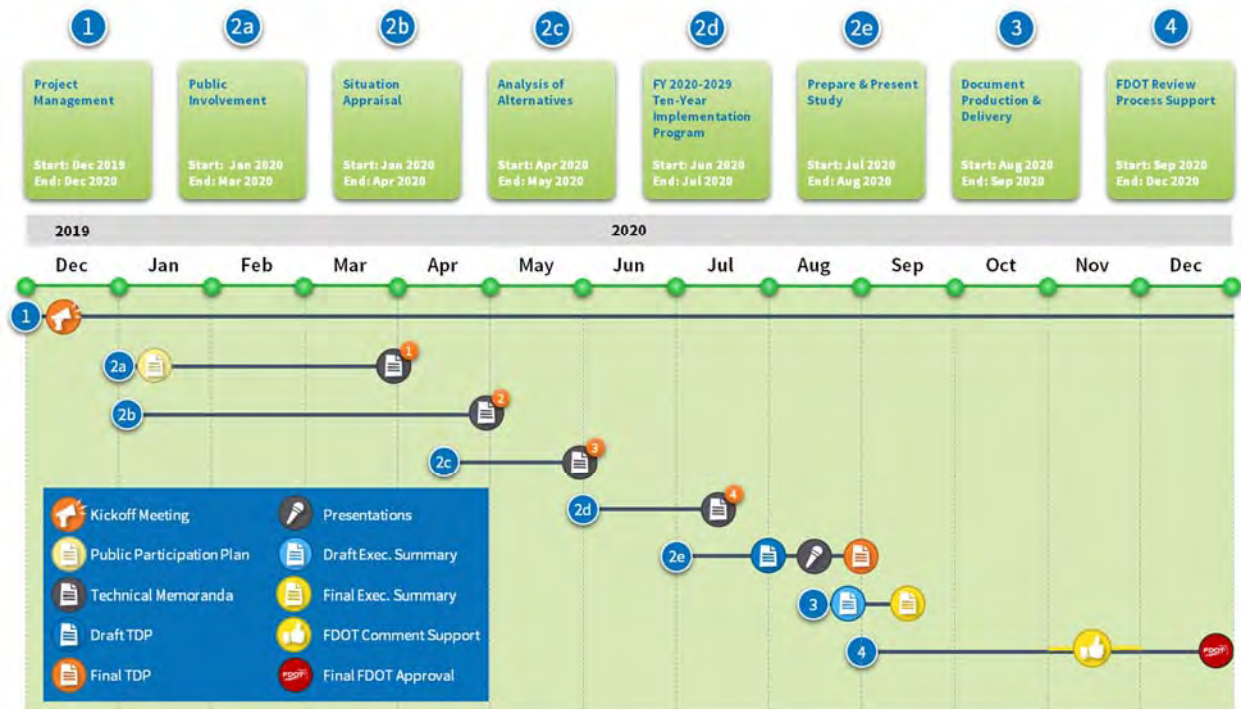 1
2a
2b
2c
2d
2e
3
4
Project
Management
Start: Dec 2019
End: Dec 2020
Public
Involvement
Start: Jan 2020
End: Mar 2020
Situation
Appraisal
Start: Jan 2020
End: Apr 2020
Analysis of
Alternatives
Start: Apr 2020
End: May 2020
FY 2020-2029
Ten-Year
Implementation
Program
Start: Jun 2020
End: Jul 2020
Prepare & Present
Study
Start: Jul 2020
End: Aug 2020
Document
Production &
Delivery
Start: Aug 2020
End: Sep 2020
FDOT Review
Process Support
Start: Sep 2020
End: Dec 2020
2019 2020
Dec Jan Feb Mar Apr May Jun Jul Aug Sep Oct Nov Dec
1
2a 1
2b 2
2c 3
2d 4
2e
3
4 FDOT
Kickoff Meeting
Public Participation Plan
Technical Memoranda
Draft TDP
Final TDP
Presentations
Draft Exec. Summary
Final Exec. Summary
FDOT Comment Support
FDOT Final FDOT Approval